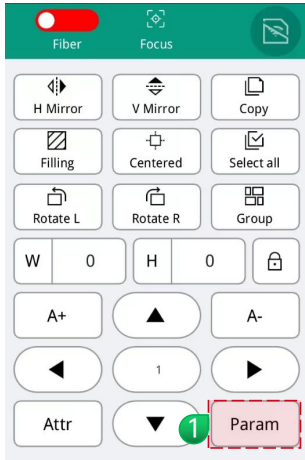 Fiber Focus
H Mirror V Mirror Copy
Filling Centered Select all
Rotate L Rotate R Group
W 0 H 0
A+ A-
1
Attr 1 Param